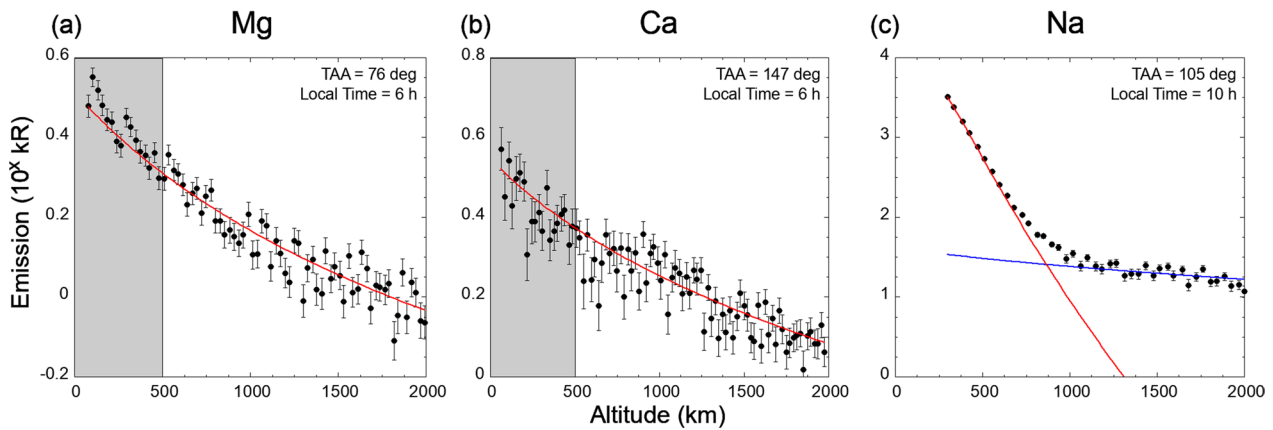 (a) Mg
(b) Ca
(c) Na
Emission (10^x kR)
0.6
0.4
0.2
0
-0.2
TAA = 76 deg
Local Time = 6 h
0 500 1000 1500 2000
0.8
0.6
0.4
0.2
0
TAA = 147 deg
Local Time = 6 h
0 500 1000 1500 2000
4
3
2
1
0
TAA = 105 deg
Local Time = 10 h
0 500 1000 1500 2000
Altitude (km)